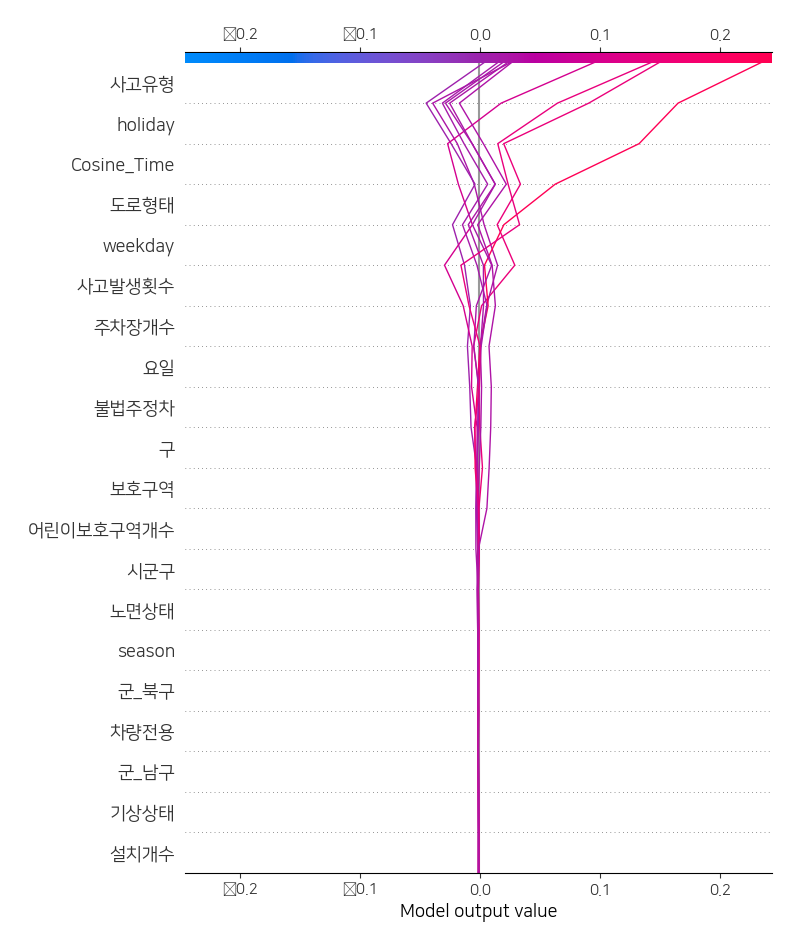 ☒0.2 ☒0.1 0.0 0.1 0.2
사고유형
holiday
Cosine_Time
도로형태
weekday
사고발생횟수
주차장개수
요일
불법주정차
구
보호구역
어린이보호구역개수
시군구
노면상태
season
군_북구
차량전용
군_남구
기상상태
설치개수
☒0.2 ☒0.1 0.0 0.1 0.2
Model output value